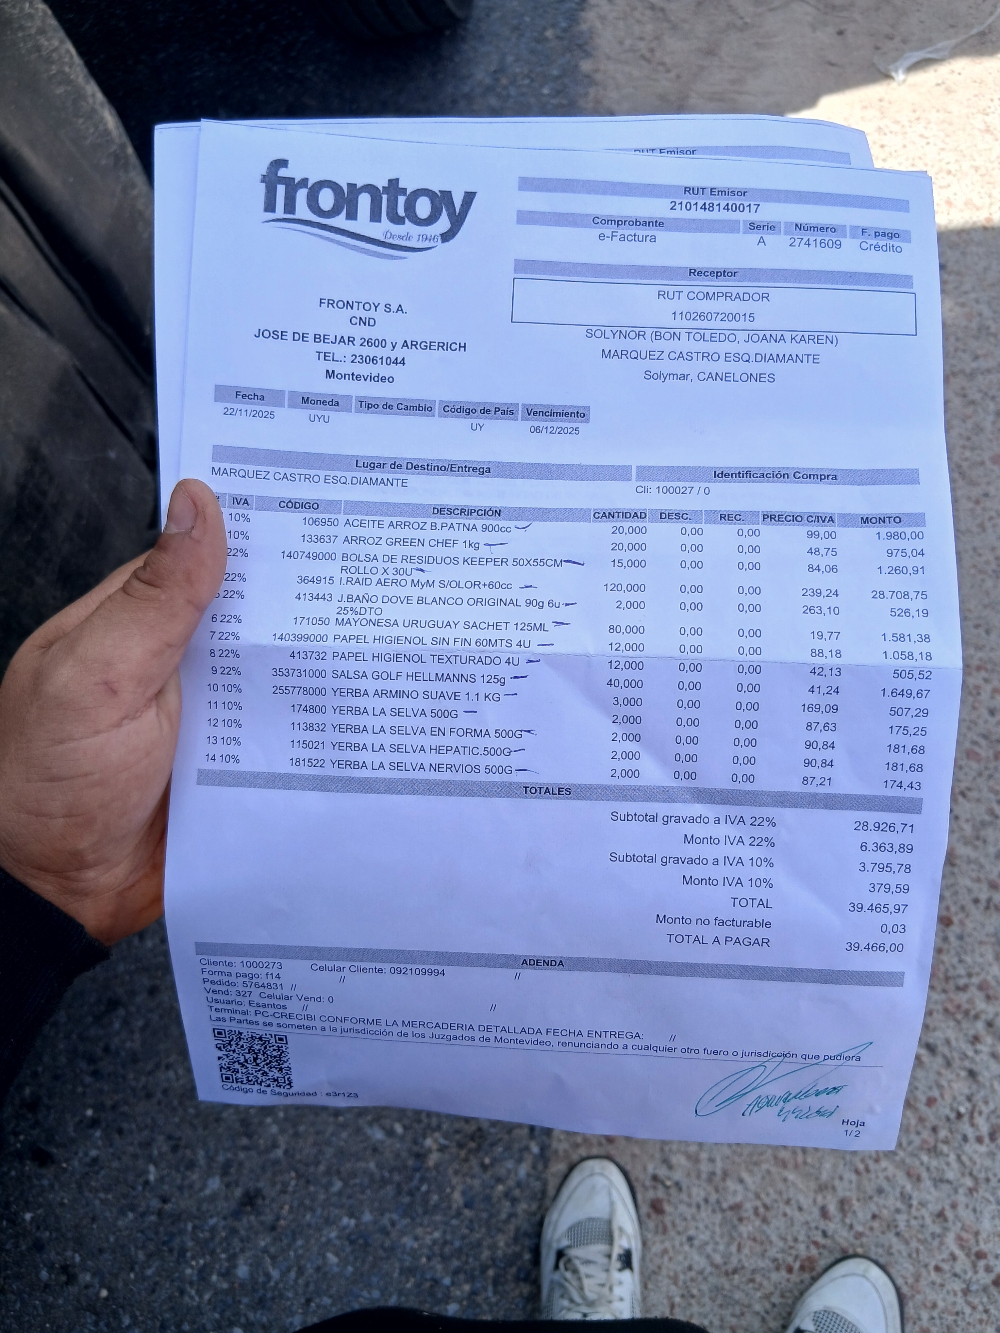 RUT Emisor
frontoy
Desde 1946
RUT Emisor
210148140017
Comprobante Serie Número F. pago
e-Factura A 2741609 Crédito
Receptor
RUT COMPRADOR
110260720015
SOLYNOR (BON TOLEDO, JOANA KAREN)
MARQUEZ CASTRO ESQ.DIAMANTE
Solymar, CANELONES
FRONTOY S.A.
CND
JOSE DE BEJAR 2600 y ARGERICH
TEL.: 23061044
Montevideo
Fecha Moneda Tipo de Cambio Código de País Vencimiento
22/11/2025 UYU UY 06/12/2025
Lugar de Destino/Entrega Identificación Compra
MARQUEZ CASTRO ESQ.DIAMANTE Cli: 100027 / 0
IVA CÓDIGO DESCRIPCIÓN CANTIDAD DESC. REC. PRECIO C/IVA MONTO
10% 106950 ACEITE ARROZ B.PATNA 900cc 20,000 0,00 0,00 99,00 1.980,00
10% 133637 ARROZ GREEN CHEF 1kg 20,000 0,00 0,00 48,75 975,04
22% 140749000 BOLSA DE RESIDUOS KEEPER 50X55CM 15,000 0,00 0,00 84,06 1.260,91
ROLLO X 30U
22% 364915 I.RAID AERO MyM S/OLOR+60cc 120,000 0,00 0,00 239,24 28.708,75
5 22% 413443 J.BAÑO DOVE BLANCO ORIGINAL 90g 6u 2,000 0,00 0,00 263,10 526,19
25%DTO
6 22% 171050 MAYONESA URUGUAY SACHET 125ML 80,000 0,00 0,00 19,77 1.581,38
7 22% 140399000 PAPEL HIGIENOL SIN FIN 60MTS 4U 12,000 0,00 0,00 88,18 1.058,18
8 22% 413732 PAPEL HIGIENOL TEXTURADO 4U 12,000 0,00 0,00 42,13 505,52
9 22% 353731000 SALSA GOLF HELLMANNS 125g 40,000 0,00 0,00 41,24 1.649,67
10 10% 255778000 YERBA ARMINO SUAVE 1.1 KG 3,000 0,00 0,00 169,09 507,29
11 10% 174800 YERBA LA SELVA 500G 2,000 0,00 0,00 87,63 175,25
12 10% 113832 YERBA LA SELVA EN FORMA 500G 2,000 0,00 0,00 90,84 181,68
13 10% 115021 YERBA LA SELVA HEPATIC.500G 2,000 0,00 0,00 90,84 181,68
14 10% 181522 YERBA LA SELVA NERVIOS 500G 2,000 0,00 0,00 87,21 174,43
TOTALES
Subtotal gravado a IVA 22% 28.926,71
Monto IVA 22% 6.363,89
Subtotal gravado a IVA 10% 3.795,78
Monto IVA 10% 379,59
TOTAL 39.465,97
Monto no facturable 0,03
TOTAL A PAGAR 39.466,00
ADENDA
Cliente: 1000273 Celular Cliente: 092109994 //
Forma pago: f14 //
Pedido: 5764831 //
Vend: 327 Celular Vend: 0
Usuario: Esantos // //
Terminal: PC-CRECIBI CONFORME LA MERCADERIA DETALLADA FECHA ENTREGA: //
Las Partes se someten a la jurisdicción de los Juzgados de Montevideo, renunciando a cualquier otro fuero o jurisdicción que pudiera
Código de Seguridad : e3r1Z3
Hoja
1/2